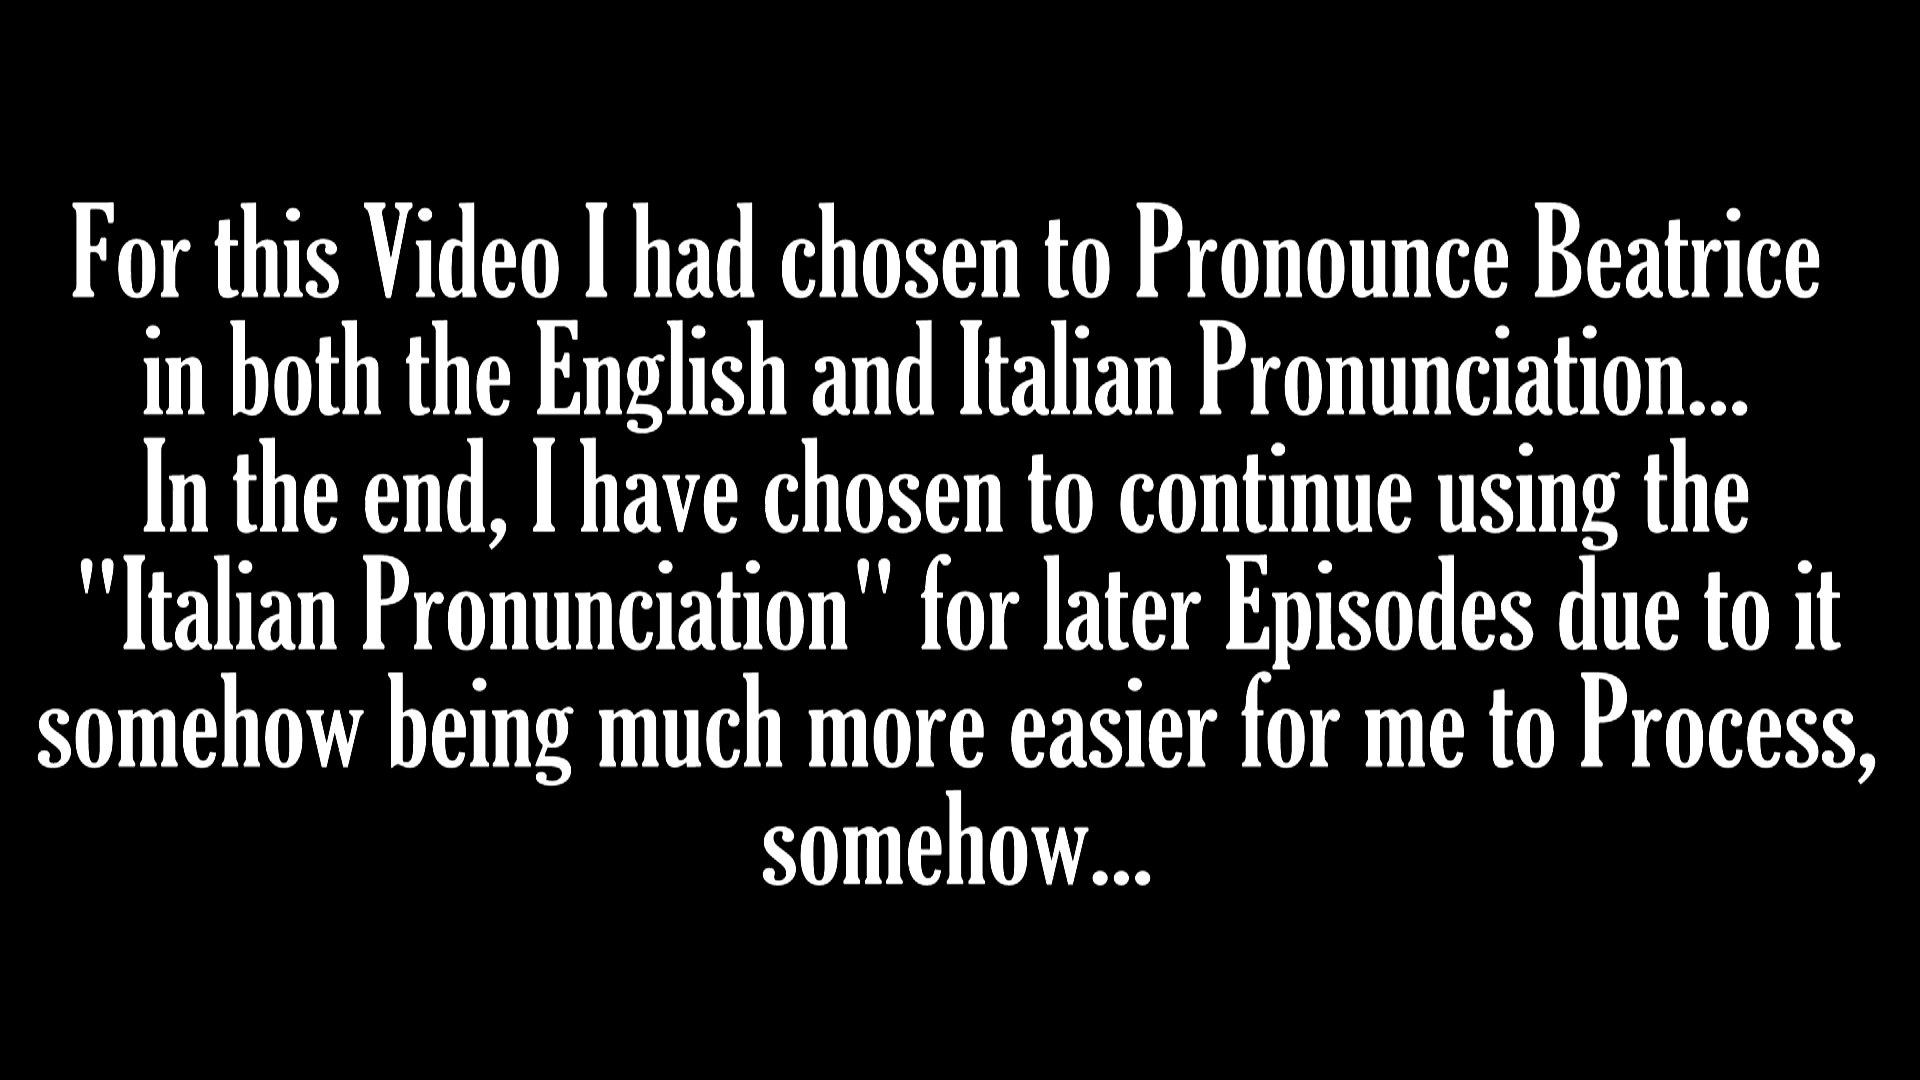 For this Video I had chosen to Pronounce Beatrice
in both the English and Italian Pronunciation...
In the end, I have chosen to continue using the
"Italian Pronunciation" for later Episodes due to it
somehow being much more easier for me to Process,
somehow...